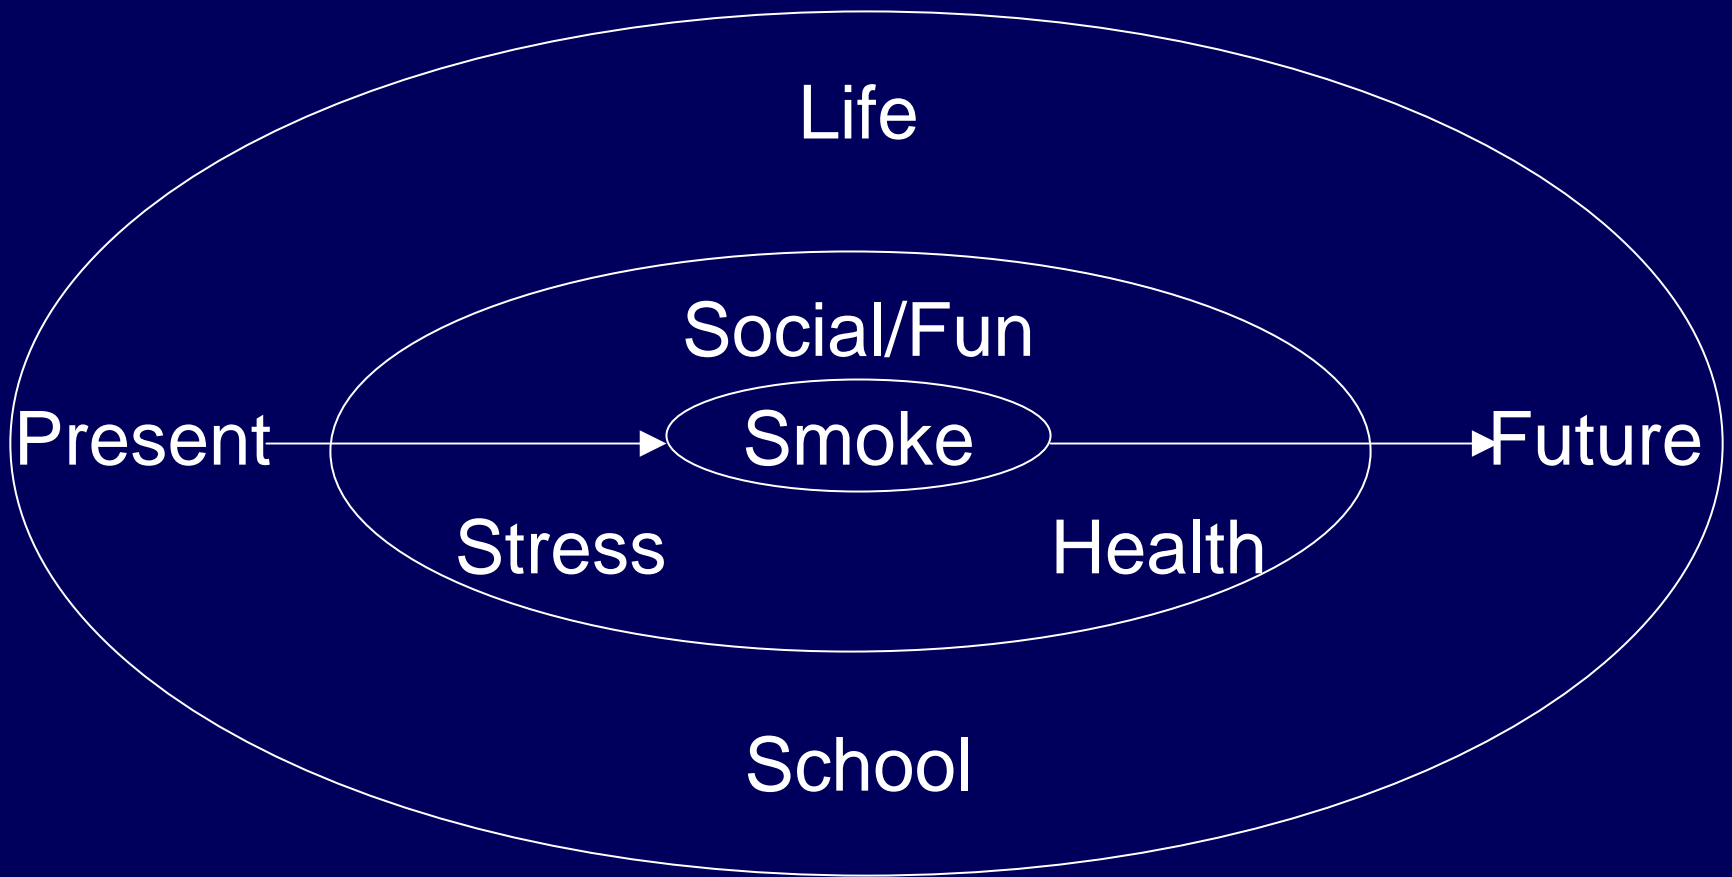 Life
Social/Fun
Present Smoke Future
Stress Health
School